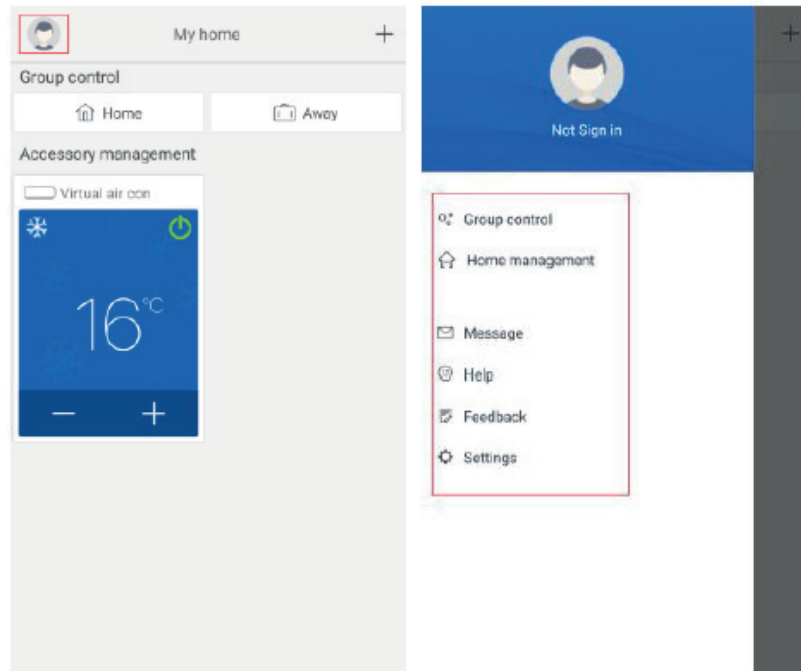 My home
+
Group control
Home
Away
Accessory management
Virtual air con
16°C
− +
Not Sign in
Group control
Home management
Message
Help
Feedback
Settings
+